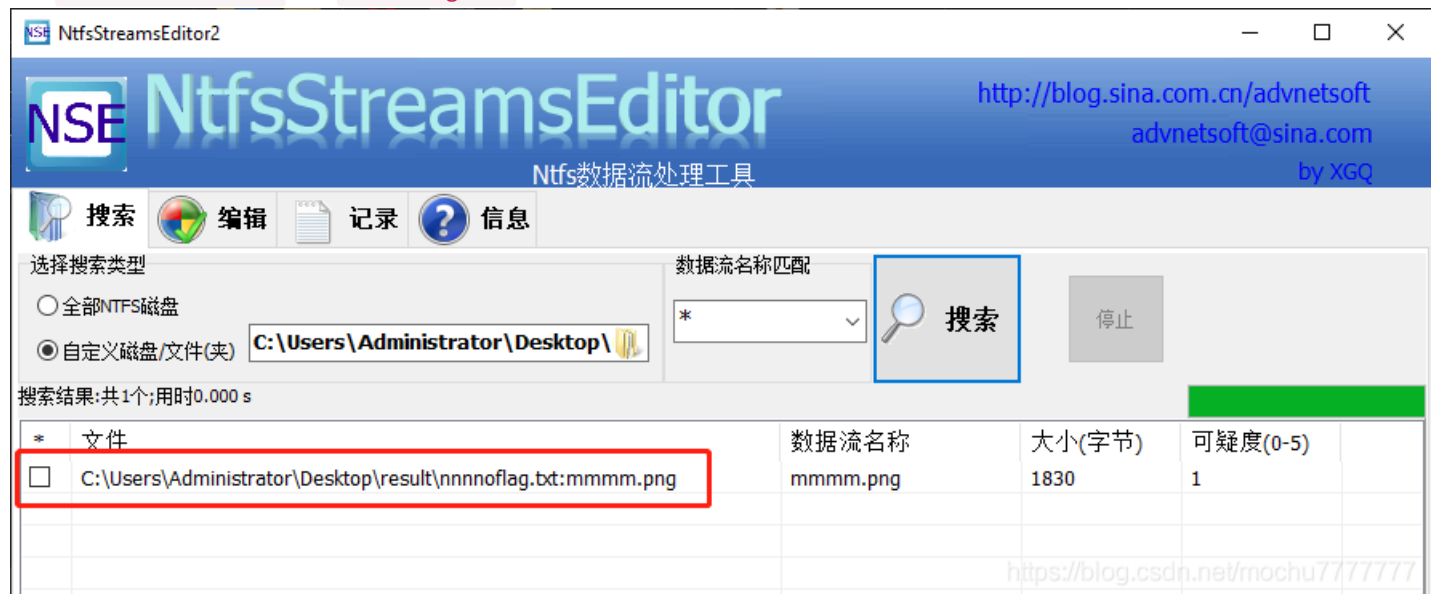 NSE NtfsStreamsEditor2
NSE NtfsStreamsEditor
http://blog.sina.com.cn/advnetsoft
advnetsoft@sina.com
Ntfs数据流处理工具
by XGQ
搜索 编辑 记录 信息
选择搜索类型 数据流名称匹配
全部NTFS磁盘
* 搜索 停止
自定义磁盘/文件(夹) C:\Users\Administrator\Desktop\
搜索结果:共1个;用时0.000 s
* 文件 数据流名称 大小(字节) 可疑度(0-5)
C:\Users\Administrator\Desktop\result\nnnnoflag.txt:mmmm.png mmmm.png 1830 1
https://blog.csdn.net/mochu7777777